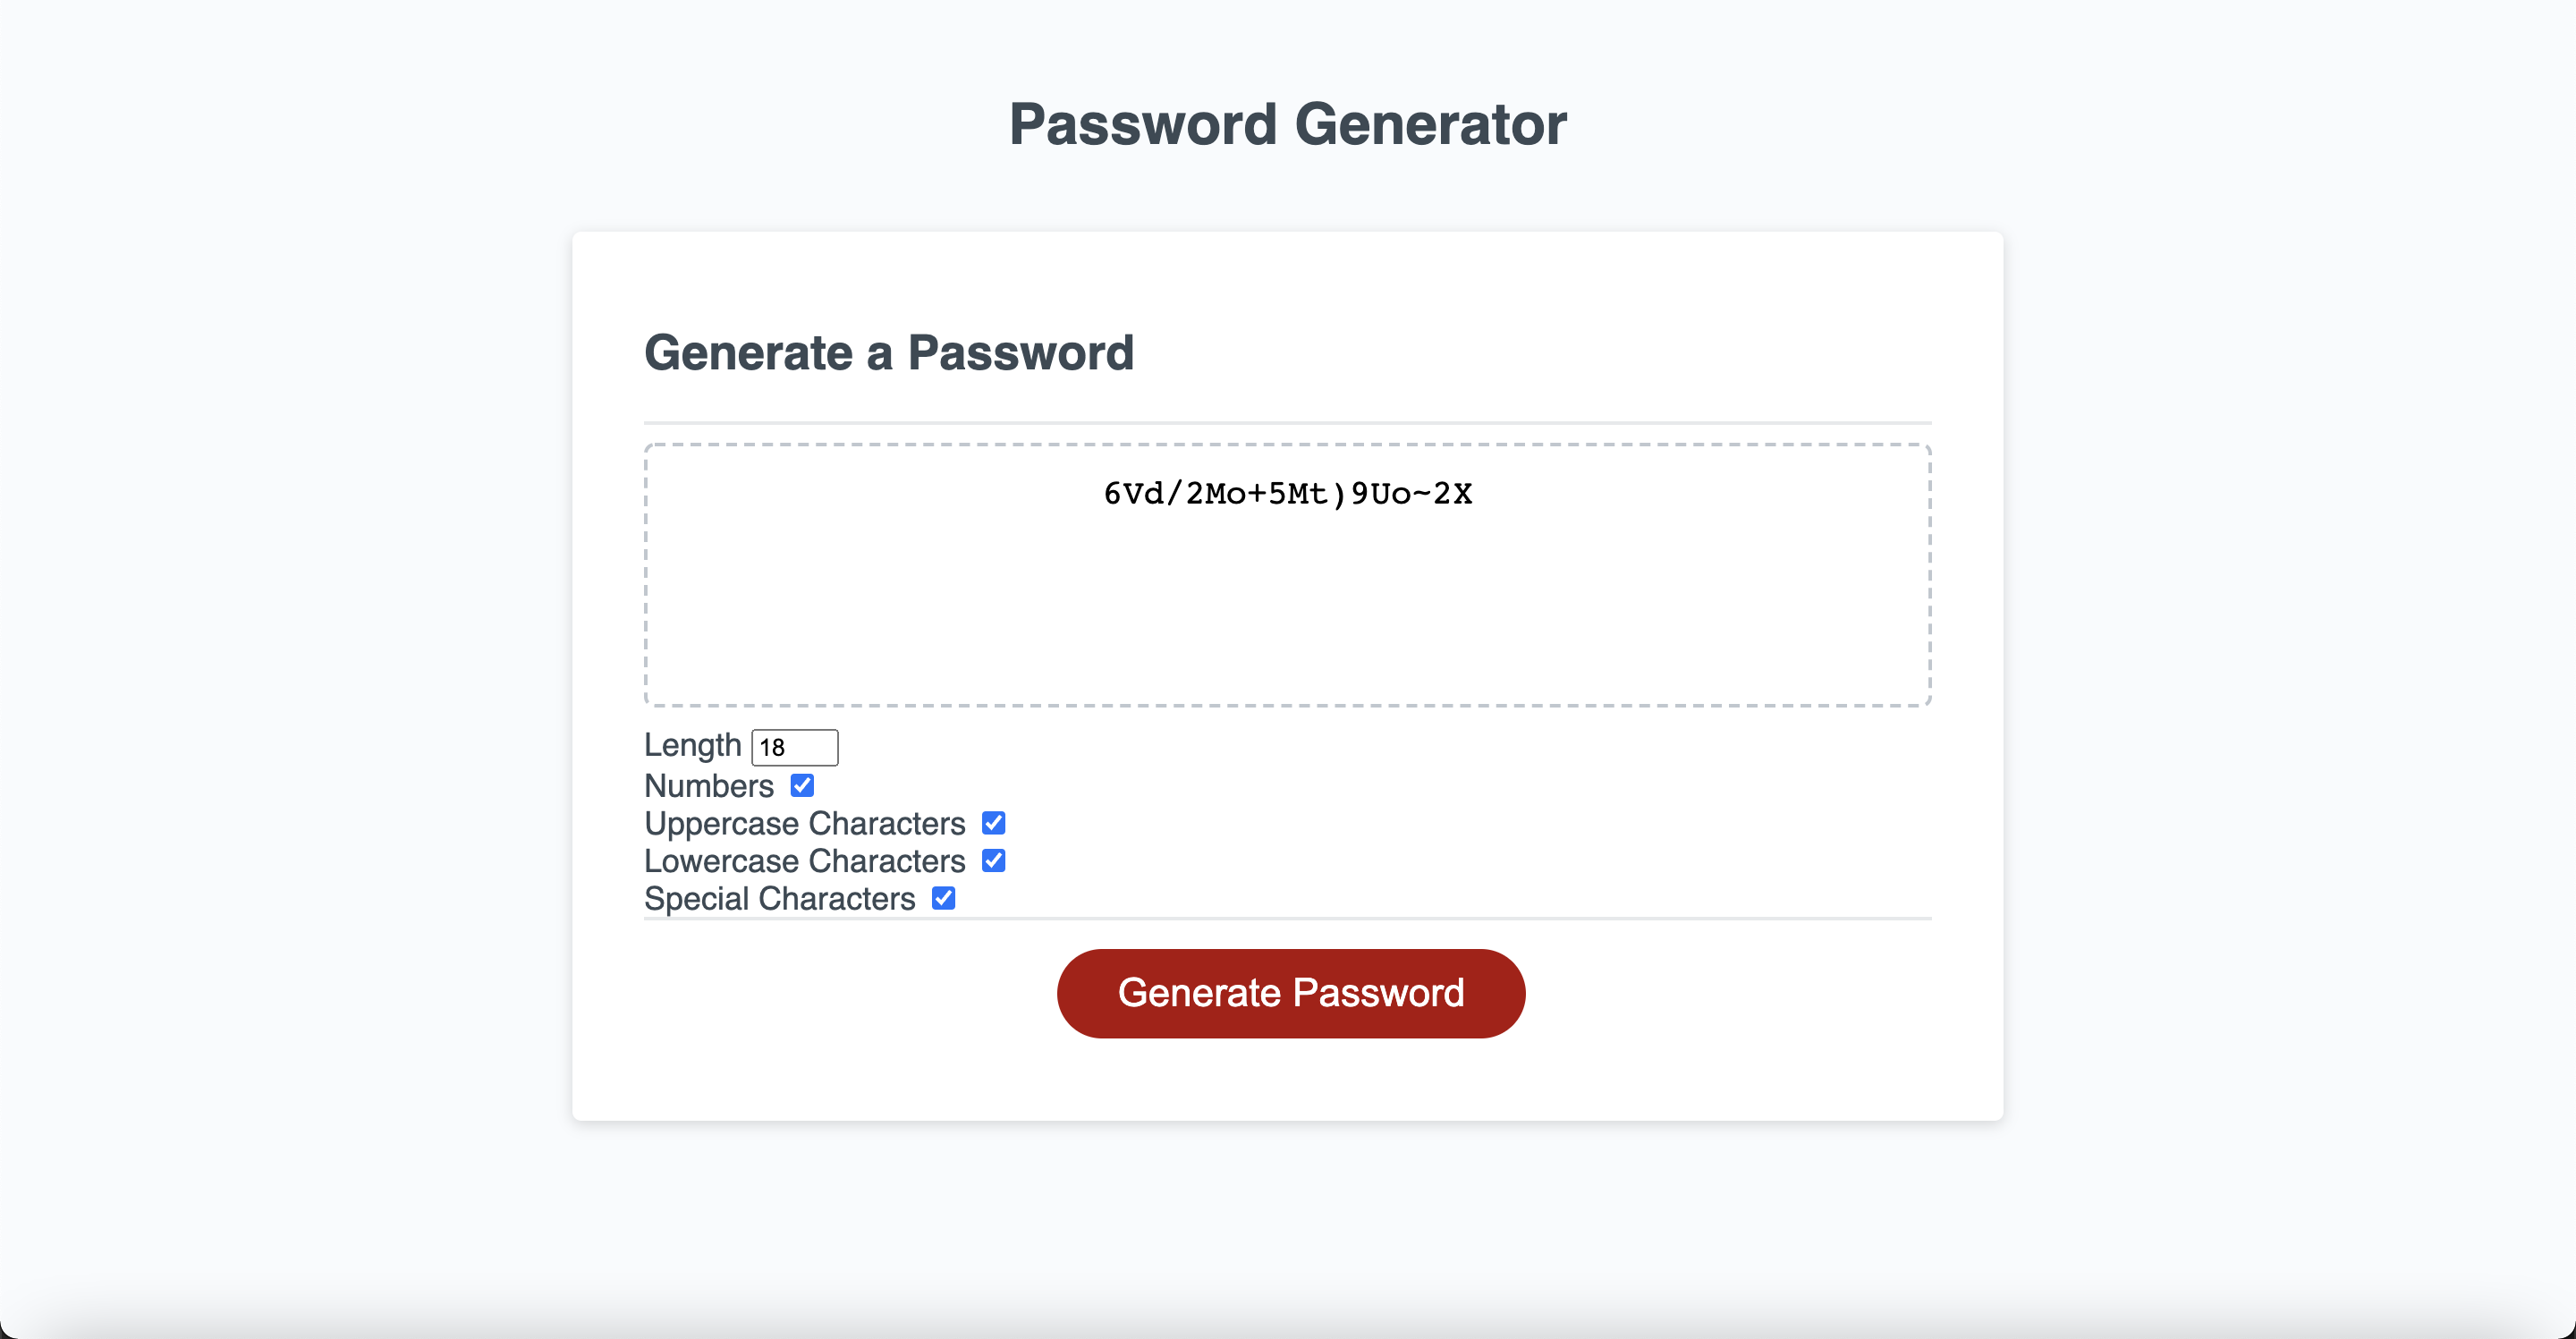 Password Generator
Generate a Password
6Vd/2Mo+5Mt)9Uo~2X
Length 18
Numbers
Uppercase Characters
Lowercase Characters
Special Characters
Generate Password